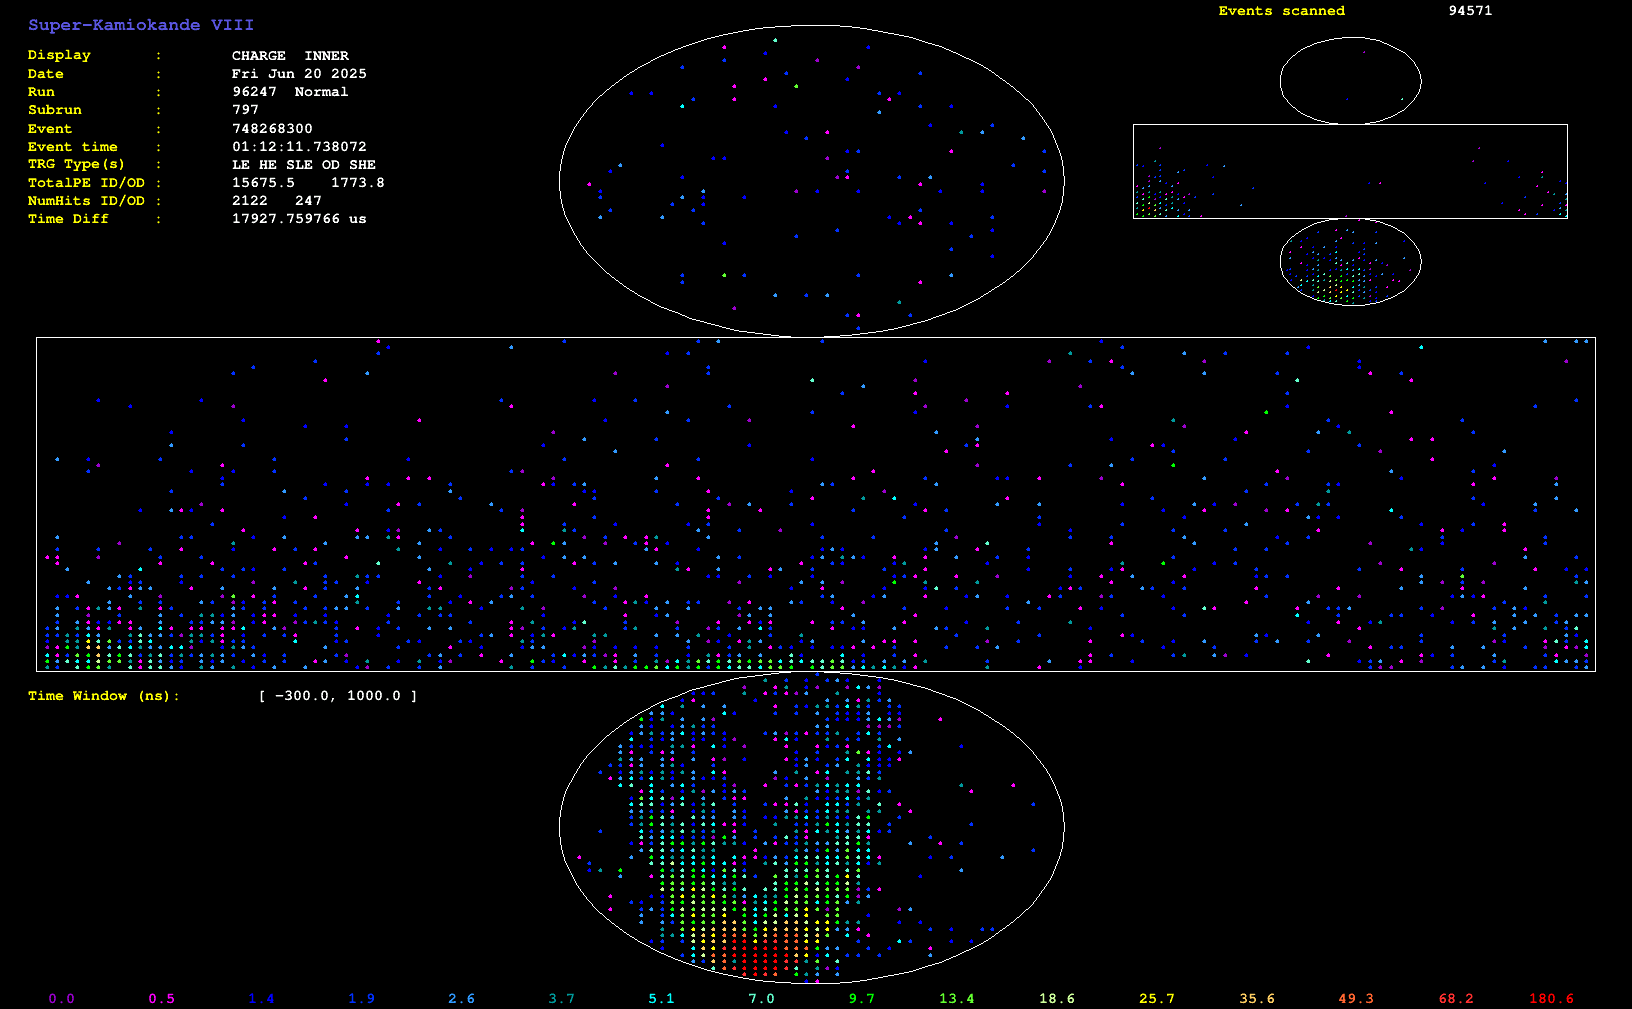 Super-Kamiokande VIII
Events scanned 94571
Display : CHARGE INNER
Date : Fri Jun 20 2025
Run : 96247 Normal
Subrun : 797
Event : 748268300
Event time : 01:12:11.738072
TRG Type(s) : LE HE SLE OD SHE
TotalPE ID/OD : 15675.5 1773.8
NumHits ID/OD : 2122 247
Time Diff : 17927.759766 us
Time Window (ns): [ −300.0, 1000.0 ]
0.0 0.5 1.4 1.9 2.6 3.7 5.1 7.0 9.7 13.4 18.6 25.7 35.6 49.3 68.2 180.6